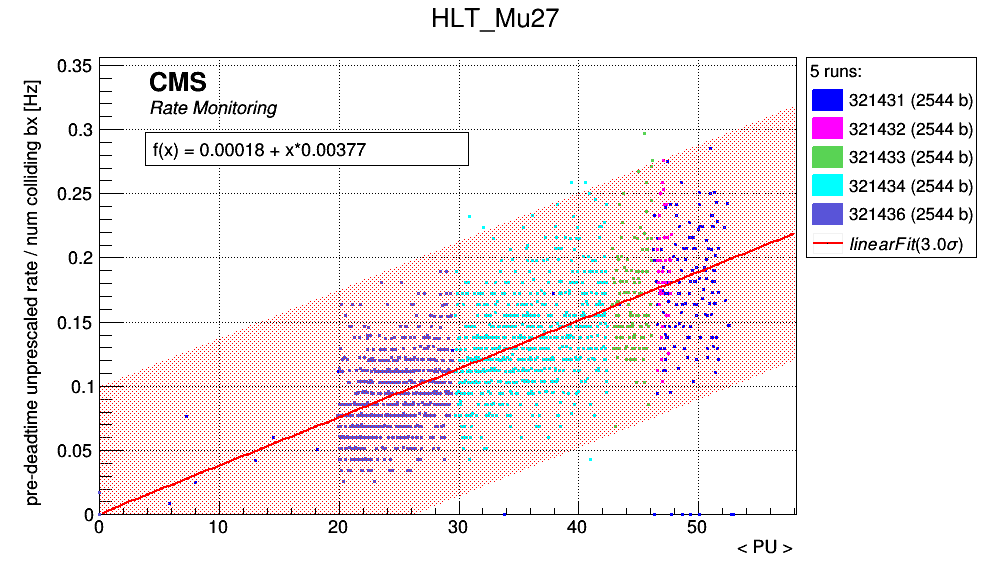 HLT_Mu27
pre-deadtime unprescaled rate / num colliding bx [Hz]
0.35
0.3
0.25
0.2
0.15
0.1
0.05
0
CMS
Rate Monitoring
f(x) = 0.00018 + x*0.00377
0 10 20 30 40 50
< PU >
5 runs:
321431 (2544 b)
321432 (2544 b)
321433 (2544 b)
321434 (2544 b)
321436 (2544 b)
linearFit(3.0σ)